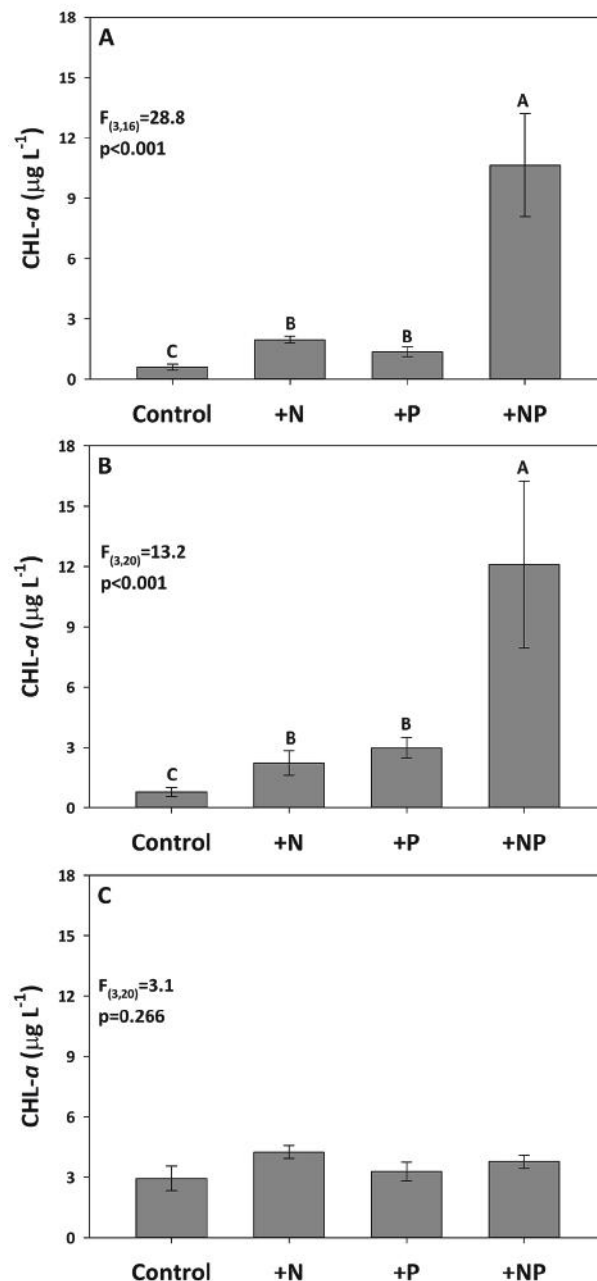 A
18
15
12
9
6
3
0
CHL-a (µg L⁻¹)
F(3,16)=28.8
p<0.001
C
B
B
A
Control +N +P +NP
B
18
15
12
9
6
3
0
CHL-a (µg L⁻¹)
F(3,20)=13.2
p<0.001
C
B
B
A
Control +N +P +NP
C
18
15
12
9
6
3
0
CHL-a (µg L⁻¹)
F(3,20)=3.1
p=0.266
Control +N +P +NP